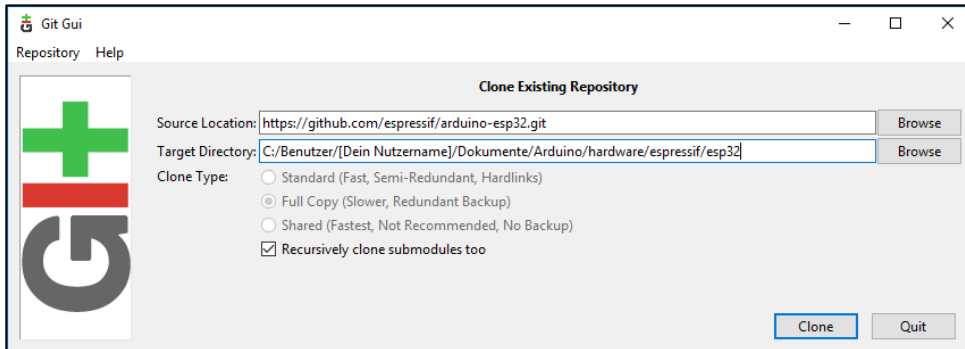 Git Gui
Repository Help
Clone Existing Repository
Source Location: https://github.com/espressif/arduino-esp32.git Browse
Target Directory: C:/Benutzer/[Dein Nutzername]/Dokumente/Arduino/hardware/espressif/esp32 Browse
Clone Type: Standard (Fast, Semi-Redundant, Hardlinks)
Full Copy (Slower, Redundant Backup)
Shared (Fastest, Not Recommended, No Backup)
Recursively clone submodules too
Clone Quit